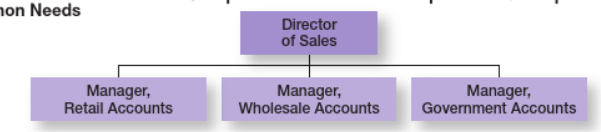 Needs
Director
of Sales
Manager,
Retail Accounts
Manager,
Wholesale Accounts
Manager,
Government Accounts